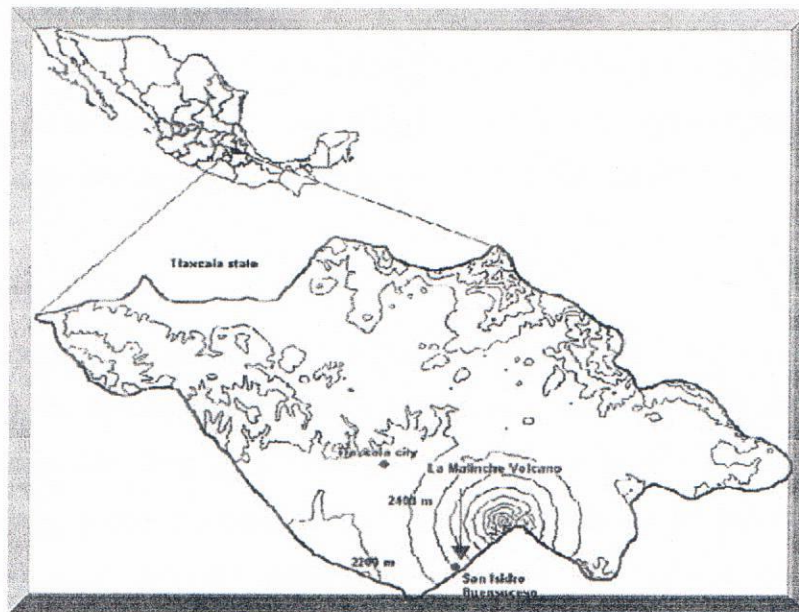 Tlaxcala state
Tlaxcala city
La Malinche Volcano
2400 m
2200 m
San Isidro
Buensuceso